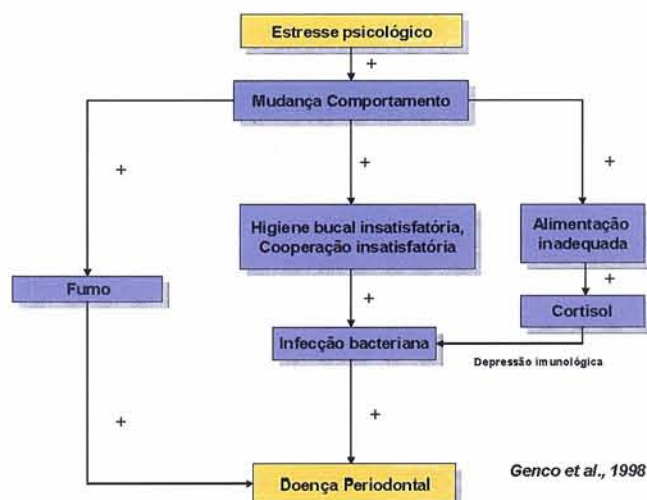 Estresse psicológico
+
Mudança Comportamento
+
+
+
Higiene bucal insatisfatória,
Cooperação insatisfatória
Alimentação
inadequada
Fumo
+
+
Cortisol
Infecção bacteriana
Depressão imunológica
+
+
Doença Periodontal
Genco et al., 1998